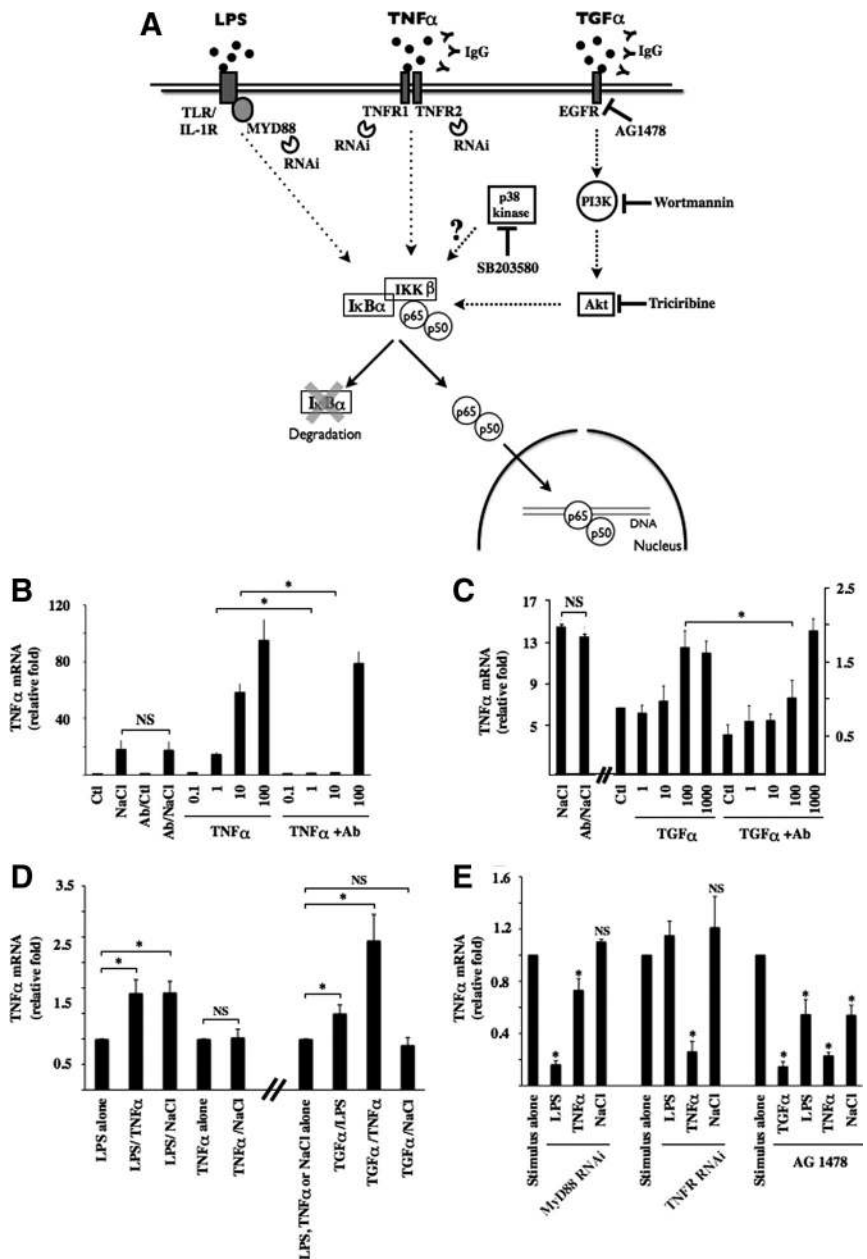 A
LPS
TNFα
TGFα
IgG
IgG
TLR/
IL-1R
MYD88
RNAi
TNFR1
TNFR2
RNAi
RNAi
EGFR
AG1478
p38
kinase
?
SB203580
PI3K
Wortmannin
IKK β
IκBα
p65
p50
Akt
Triciribine
IκBα
Degradation
p65
p50
p65
p50
DNA
Nucleus
B
TNFα mRNA
(relative fold)
120
80
60
40
20
NS
*
*
Ctl
NaCl
Ab/Ctl
Ab/NaCl
0.1
1
10
100
0.1
1
10
100
TNFα
TNFα +Ab
C
TNFα mRNA
(relative fold)
17
13
9
5
NS
*
2.5
1.5
0.5
NaCl
Ab/NaCl
Ctl
1
10
100
1000
Ctl
1
10
100
1000
TGFα
TGFα +Ab
D
TNFα mRNA
(relative fold)
3.5
2.5
1.5
0.5
*
*
NS
*
*
NS
LPS alone
LPS/ TNFα
LPS/ NaCl
TNFα alone
TNFα /NaCl
LPS, TNFα or NaCl alone
TGFα/LPS
TGFα/TNFα
TGFα/NaCl
E
TNFα mRNA
(relative fold)
1.6
1.2
0.8
0.4
*
*
NS
*
NS
*
*
*
*
Stimulus alone
LPS
TNFα
NaCl
Stimulus alone
LPS
TNFα
NaCl
Stimulus alone
TGFα
LPS
TNFα
NaCl
MyD88 RNAi
TNFR RNAi
AG 1478